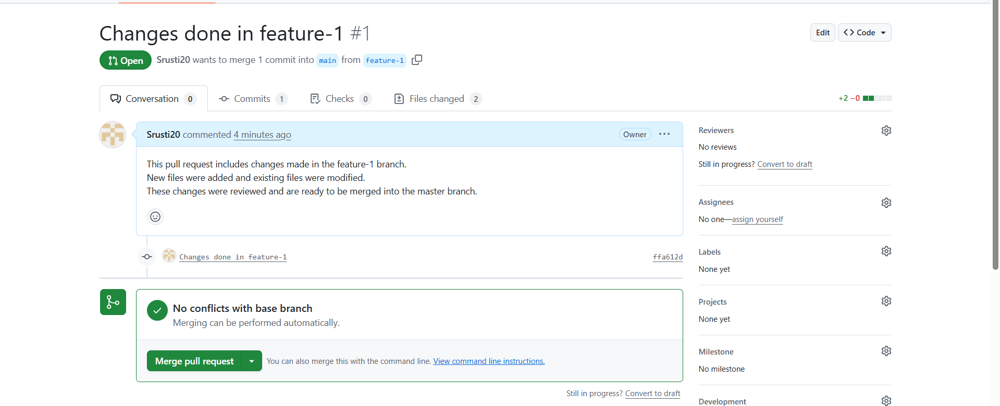 Changes done in feature-1 #1
Edit
Code
Open
Srusti20 wants to merge 1 commit into main from feature-1
Conversation 0
Commits 1
Checks 0
Files changed 2
+2 −0
Srusti20 commented 4 minutes ago
Owner
This pull request includes changes made in the feature-1 branch.
New files were added and existing files were modified.
These changes were reviewed and are ready to be merged into the master branch.
Changes done in feature-1
ffa612d
No conflicts with base branch
Merging can be performed automatically.
Merge pull request
You can also merge this with the command line. View command line instructions.
Still in progress? Convert to draft
Reviewers
No reviews
Still in progress? Convert to draft
Assignees
No one—assign yourself
Labels
None yet
Projects
None yet
Milestone
No milestone
Development